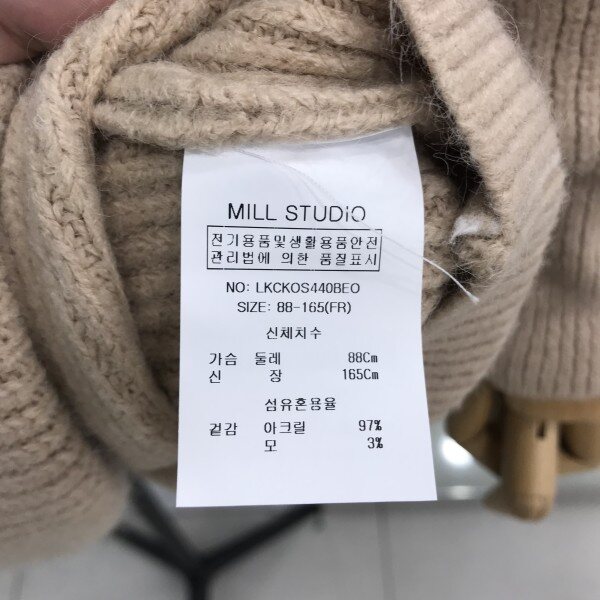 MILL STUDIO
전기용품및생활용품안전
관리법에 의한 품질표시
NO: LKCKOS440BEO
SIZE: 88-165(FR)
신체치수
가슴 둘레 88Cm
신 장 165Cm
섬유혼용율
겉감 아크릴 97%
모 3%